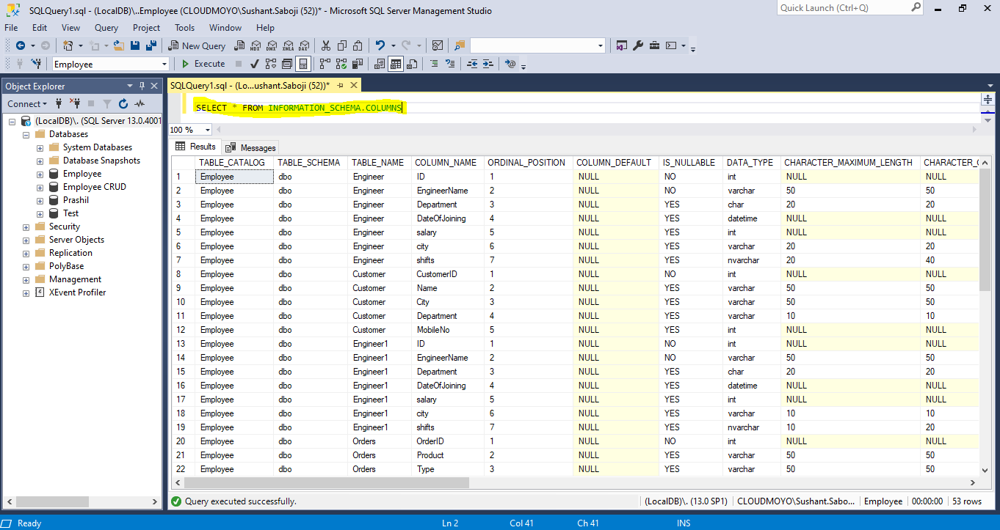 SQLQuery1.sql - (LocalDB)\..Employee (CLOUDMOYO\Sushant.Saboji (52))* - Microsoft SQL Server Management Studio
Quick Launch (Ctrl+Q)
File Edit View Query Project Tools Window Help
New Query MDX DMX XMLA DAX
Employee Execute
Object Explorer
Connect
(LocalDB)\. (SQL Server 13.0.4001
Databases
System Databases
Database Snapshots
Employee
Employee CRUD
Prashil
Test
Security
Server Objects
Replication
PolyBase
Management
XEvent Profiler
SQLQuery1.sql - (Lo...ushant.Saboji (52))*
SELECT * FROM INFORMATION_SCHEMA.COLUMNS
100 %
Results Messages
TABLE_CATALOG TABLE_SCHEMA TABLE_NAME COLUMN_NAME ORDINAL_POSITION COLUMN_DEFAULT IS_NULLABLE DATA_TYPE CHARACTER_MAXIMUM_LENGTH CHARACTER_
1 Employee dbo Engineer ID 1 NULL NO int NULL NULL
2 Employee dbo Engineer EngineerName 2 NULL NO varchar 50 50
3 Employee dbo Engineer Department 3 NULL YES char 20 20
4 Employee dbo Engineer DateOfJoining 4 NULL YES datetime NULL NULL
5 Employee dbo Engineer salary 5 NULL YES int NULL NULL
6 Employee dbo Engineer city 6 NULL YES varchar 20 20
7 Employee dbo Engineer shifts 7 NULL YES nvarchar 20 40
8 Employee dbo Customer CustomerID 1 NULL NO int NULL NULL
9 Employee dbo Customer Name 2 NULL YES varchar 50 50
10 Employee dbo Customer City 3 NULL YES varchar 50 50
11 Employee dbo Customer Department 4 NULL YES varchar 10 10
12 Employee dbo Customer MobileNo 5 NULL YES int NULL NULL
13 Employee dbo Engineer1 ID 1 NULL NO int NULL NULL
14 Employee dbo Engineer1 EngineerName 2 NULL NO varchar 50 50
15 Employee dbo Engineer1 Department 3 NULL YES char 20 20
16 Employee dbo Engineer1 DateOfJoining 4 NULL YES datetime NULL NULL
17 Employee dbo Engineer1 salary 5 NULL YES int NULL NULL
18 Employee dbo Engineer1 city 6 NULL YES varchar 10 10
19 Employee dbo Engineer1 shifts 7 NULL YES nvarchar 10 20
20 Employee dbo Orders OrderID 1 NULL NO int NULL NULL
21 Employee dbo Orders Product 2 NULL YES varchar 50 50
22 Employee dbo Orders Type 3 NULL YES varchar 50 50
Query executed successfully. (LocalDB)\. (13.0 SP1) CLOUDMOYO\Sushant.Sabo... Employee 00:00:00 53 rows
Ready Ln 2 Col 41 Ch 41 INS